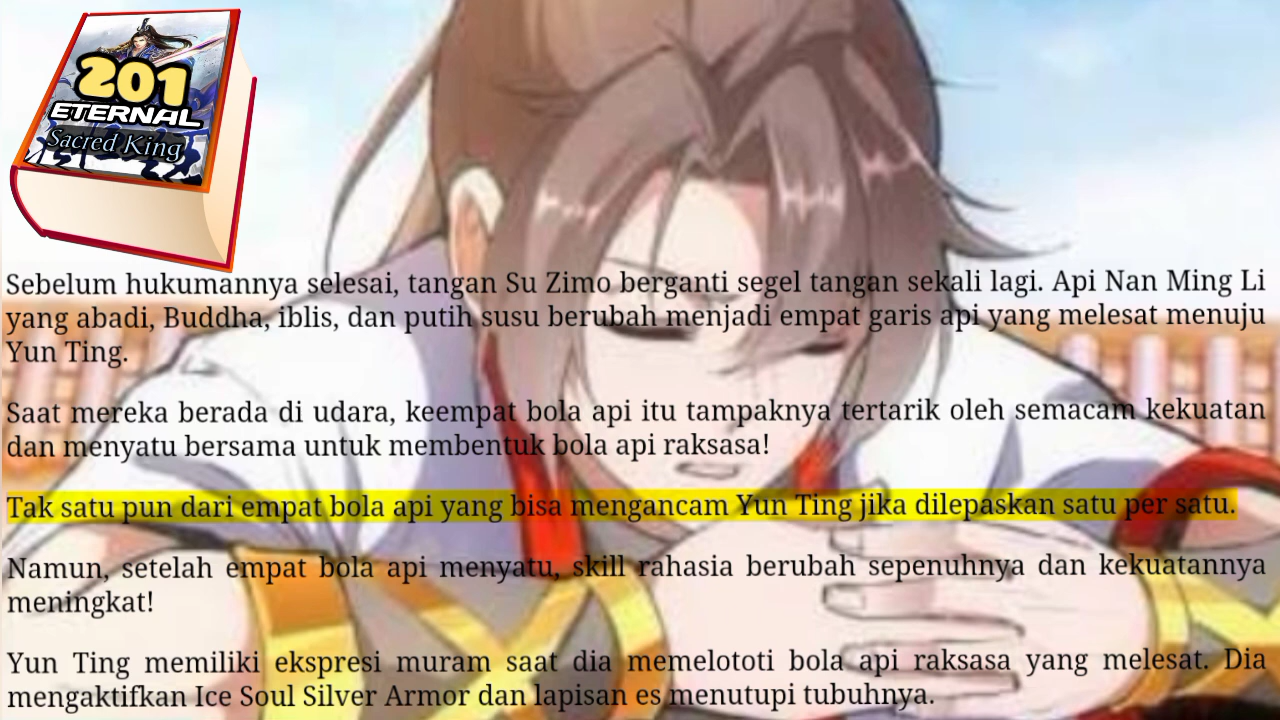 201
ETERNAL
Sacred King
Sebelum hukumannya selesai, tangan Su Zimo berganti segel tangan sekali lagi. Api Nan Ming Li
yang abadi, Buddha, iblis, dan putih susu berubah menjadi empat garis api yang melesat menuju
Yun Ting.
Saat mereka berada di udara, keempat bola api itu tampaknya tertarik oleh semacam kekuatan
dan menyatu bersama untuk membentuk bola api raksasa!
Tak satu pun dari empat bola api yang bisa mengancam Yun Ting jika dilepaskan satu per satu.
Namun, setelah empat bola api menyatu, skill rahasia berubah sepenuhnya dan kekuatannya
meningkat!
Yun Ting memiliki ekspresi muram saat dia memelototi bola api raksasa yang melesat. Dia
mengaktifkan Ice Soul Silver Armor dan lapisan es menutupi tubuhnya.